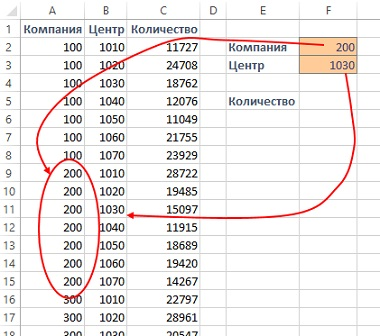 A B C D E F
1 Компания Центр Количество
2 100 1010 11727 Компания 200
3 100 1020 24708 Центр 1030
4 100 1030 18762
5 100 1040 12076 Количество
6 100 1050 11049
7 100 1060 21755
8 100 1070 23929
9 200 1010 28722
10 200 1020 19485
11 200 1030 15097
12 200 1040 11915
13 200 1050 18689
14 200 1060 19420
15 200 1070 14267
16 300 1010 22797
17 300 1020 28961
18 300 1030 20547